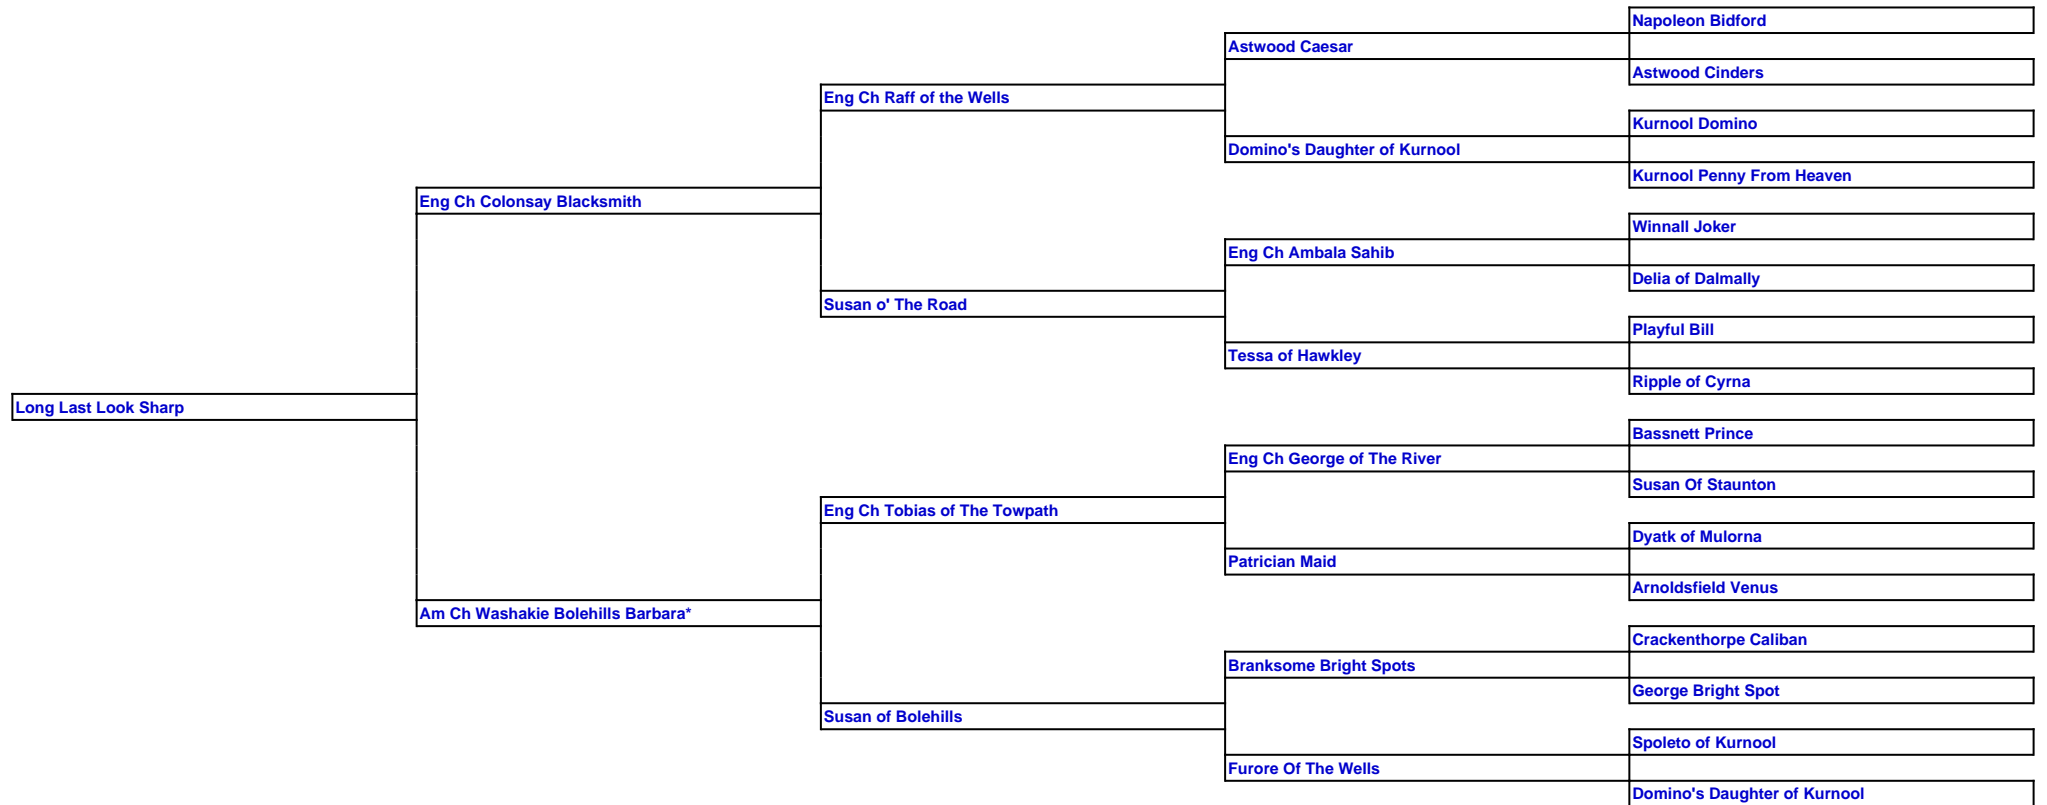 Napoleon Bidford
Astwood Caesar
Astwood Cinders
Eng Ch Raff of the Wells
Kurnool Domino
Domino's Daughter of Kurnool
Kurnool Penny From Heaven
Eng Ch Colonsay Blacksmith
Winnall Joker
Eng Ch Ambala Sahib
Delia of Dalmally
Susan o' The Road
Playful Bill
Tessa of Hawkley
Ripple of Cyrna
Long Last Look Sharp
Bassnett Prince
Eng Ch George of The River
Susan Of Staunton
Eng Ch Tobias of The Towpath
Dyatk of Mulorna
Patrician Maid
Arnoldsfield Venus
Am Ch Washakie Bolehills Barbara*
Crackenthorpe Caliban
Branksome Bright Spots
George Bright Spot
Susan of Bolehills
Spoleto of Kurnool
Furore Of The Wells
Domino's Daughter of Kurnool